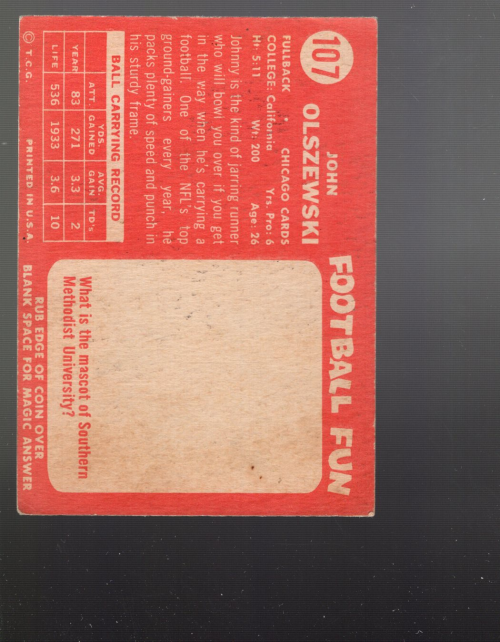 107
JOHN
OLSZEWSKI
FULLBACK • CHICAGO CARDS
COLLEGE: California Yrs. Pro: 6
Ht: 5:11 Wt: 200 Age: 26
Johnny is the kind of jarring runner
who will bowl you over if you get
in the way when he's carrying a
football. One of the NFL's top
ground-gainers every year, he
packs plenty of speed and punch in
his sturdy frame.
BALL CARRYING RECORD
ATT. YDS. GAINED AVG. GAIN TD's
YEAR 83 271 3.3 2
LIFE 536 1933 3.6 10
© T.C.G. PRINTED IN U.S.A.
FOOTBALL FUN
What is the mascot of Southern
Methodist University?
RUB EDGE OF COIN OVER
BLANK SPACE FOR MAGIC ANSWER